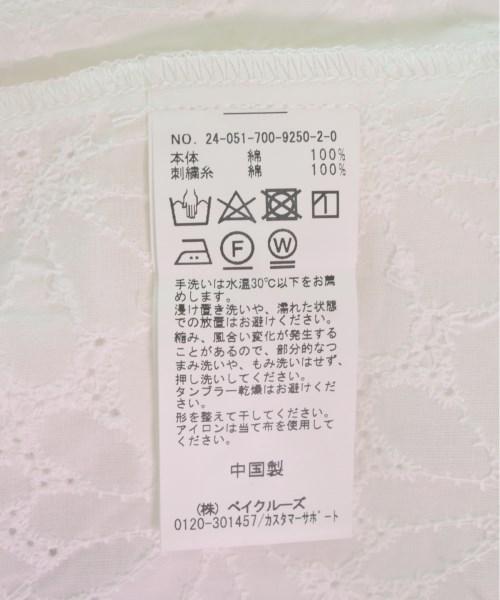 NO. 24-051-700-9250-2-0
本体 綿 100%
刺繍糸 綿 100%
F W
手洗いは水温30℃以下をお薦
めします。
浸け置き洗いや、濡れた状態
での放置はお避けください。
縮み、風合い変化が発生する
ことがあるので、部分的なつ
まみ洗いや、もみ洗いはせず、
押し洗いしてください。
タンブラー乾燥はお避けくだ
さい。
形を整えて干してください。
アイロンは当て布を使用して
ください。
中国製
(株) ベイクルーズ
0120-301457/カスタマーサポート